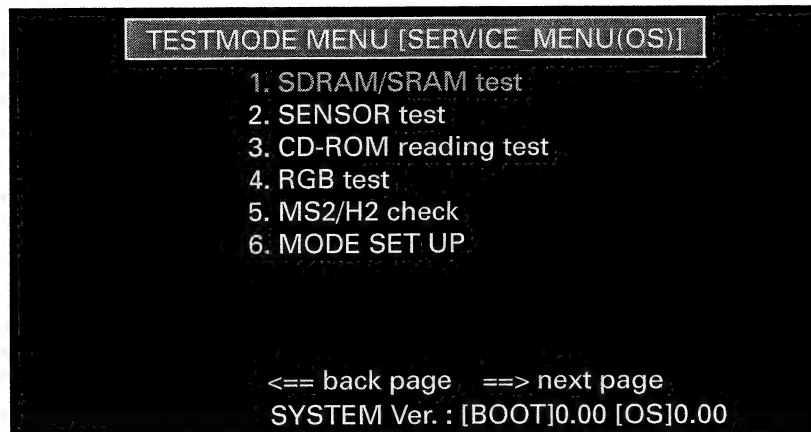 TESTMODE MENU [SERVICE_MENU(OS)]
1. SDRAM/SRAM test
2. SENSOR test
3. CD-ROM reading test
4. RGB test
5. MS2/H2 check
6. MODE SET UP
<== back page ==> next page
SYSTEM Ver. : [BOOT]0.00 [OS]0.00